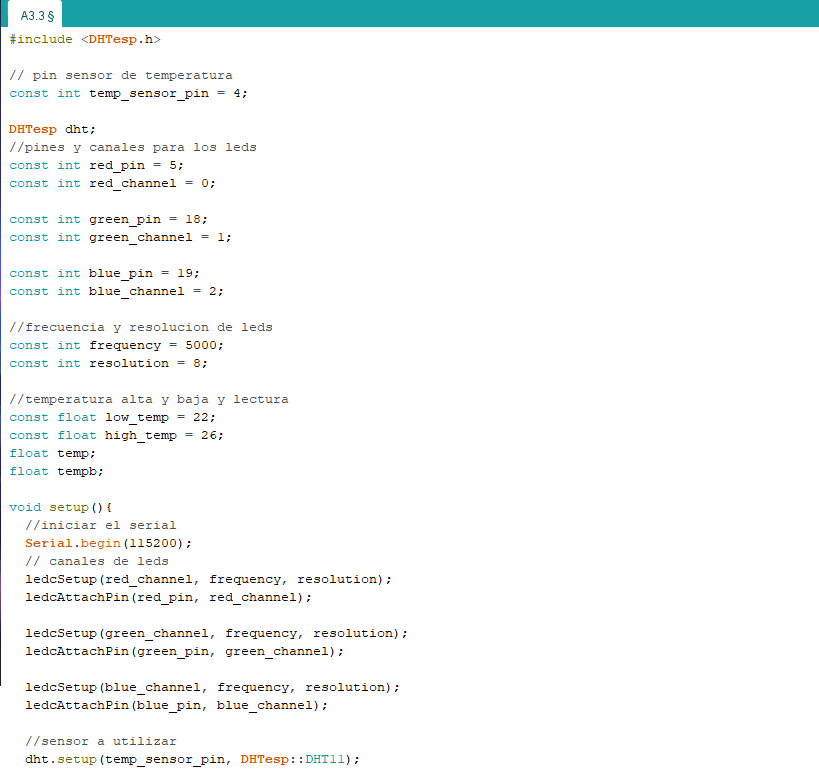 A3.3 §
#include <DHTesp.h>
// pin sensor de temperatura
const int temp_sensor_pin = 4;
DHTesp dht;
//pines y canales para los leds
const int red_pin = 5;
const int red_channel = 0;
const int green_pin = 18;
const int green_channel = 1;
const int blue_pin = 19;
const int blue_channel = 2;
//frecuencia y resolucion de leds
const int frequency = 5000;
const int resolution = 8;
//temperatura alta y baja y lectura
const float low_temp = 22;
const float high_temp = 26;
float temp;
float tempb;
void setup(){
//iniciar el serial
Serial.begin(115200);
// canales de leds
ledcSetup(red_channel, frequency, resolution);
ledcAttachPin(red_pin, red_channel);
ledcSetup(green_channel, frequency, resolution);
ledcAttachPin(green_pin, green_channel);
ledcSetup(blue_channel, frequency, resolution);
ledcAttachPin(blue_pin, blue_channel);
//sensor a utilizar
dht.setup(temp_sensor_pin, DHTesp::DHT11);